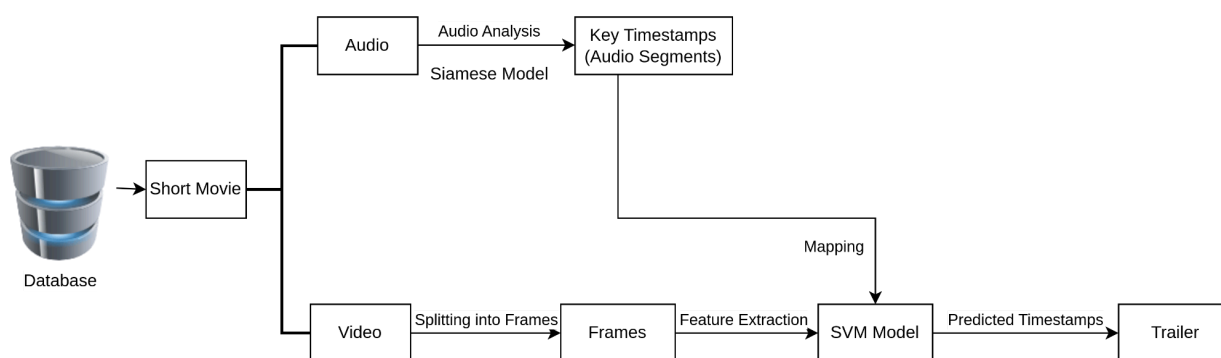 Audio
Audio Analysis
Siamese Model
Key Timestamps
(Audio Segments)
Database
Short Movie
Mapping
Video
Splitting into Frames
Frames
Feature Extraction
SVM Model
Predicted Timestamps
Trailer